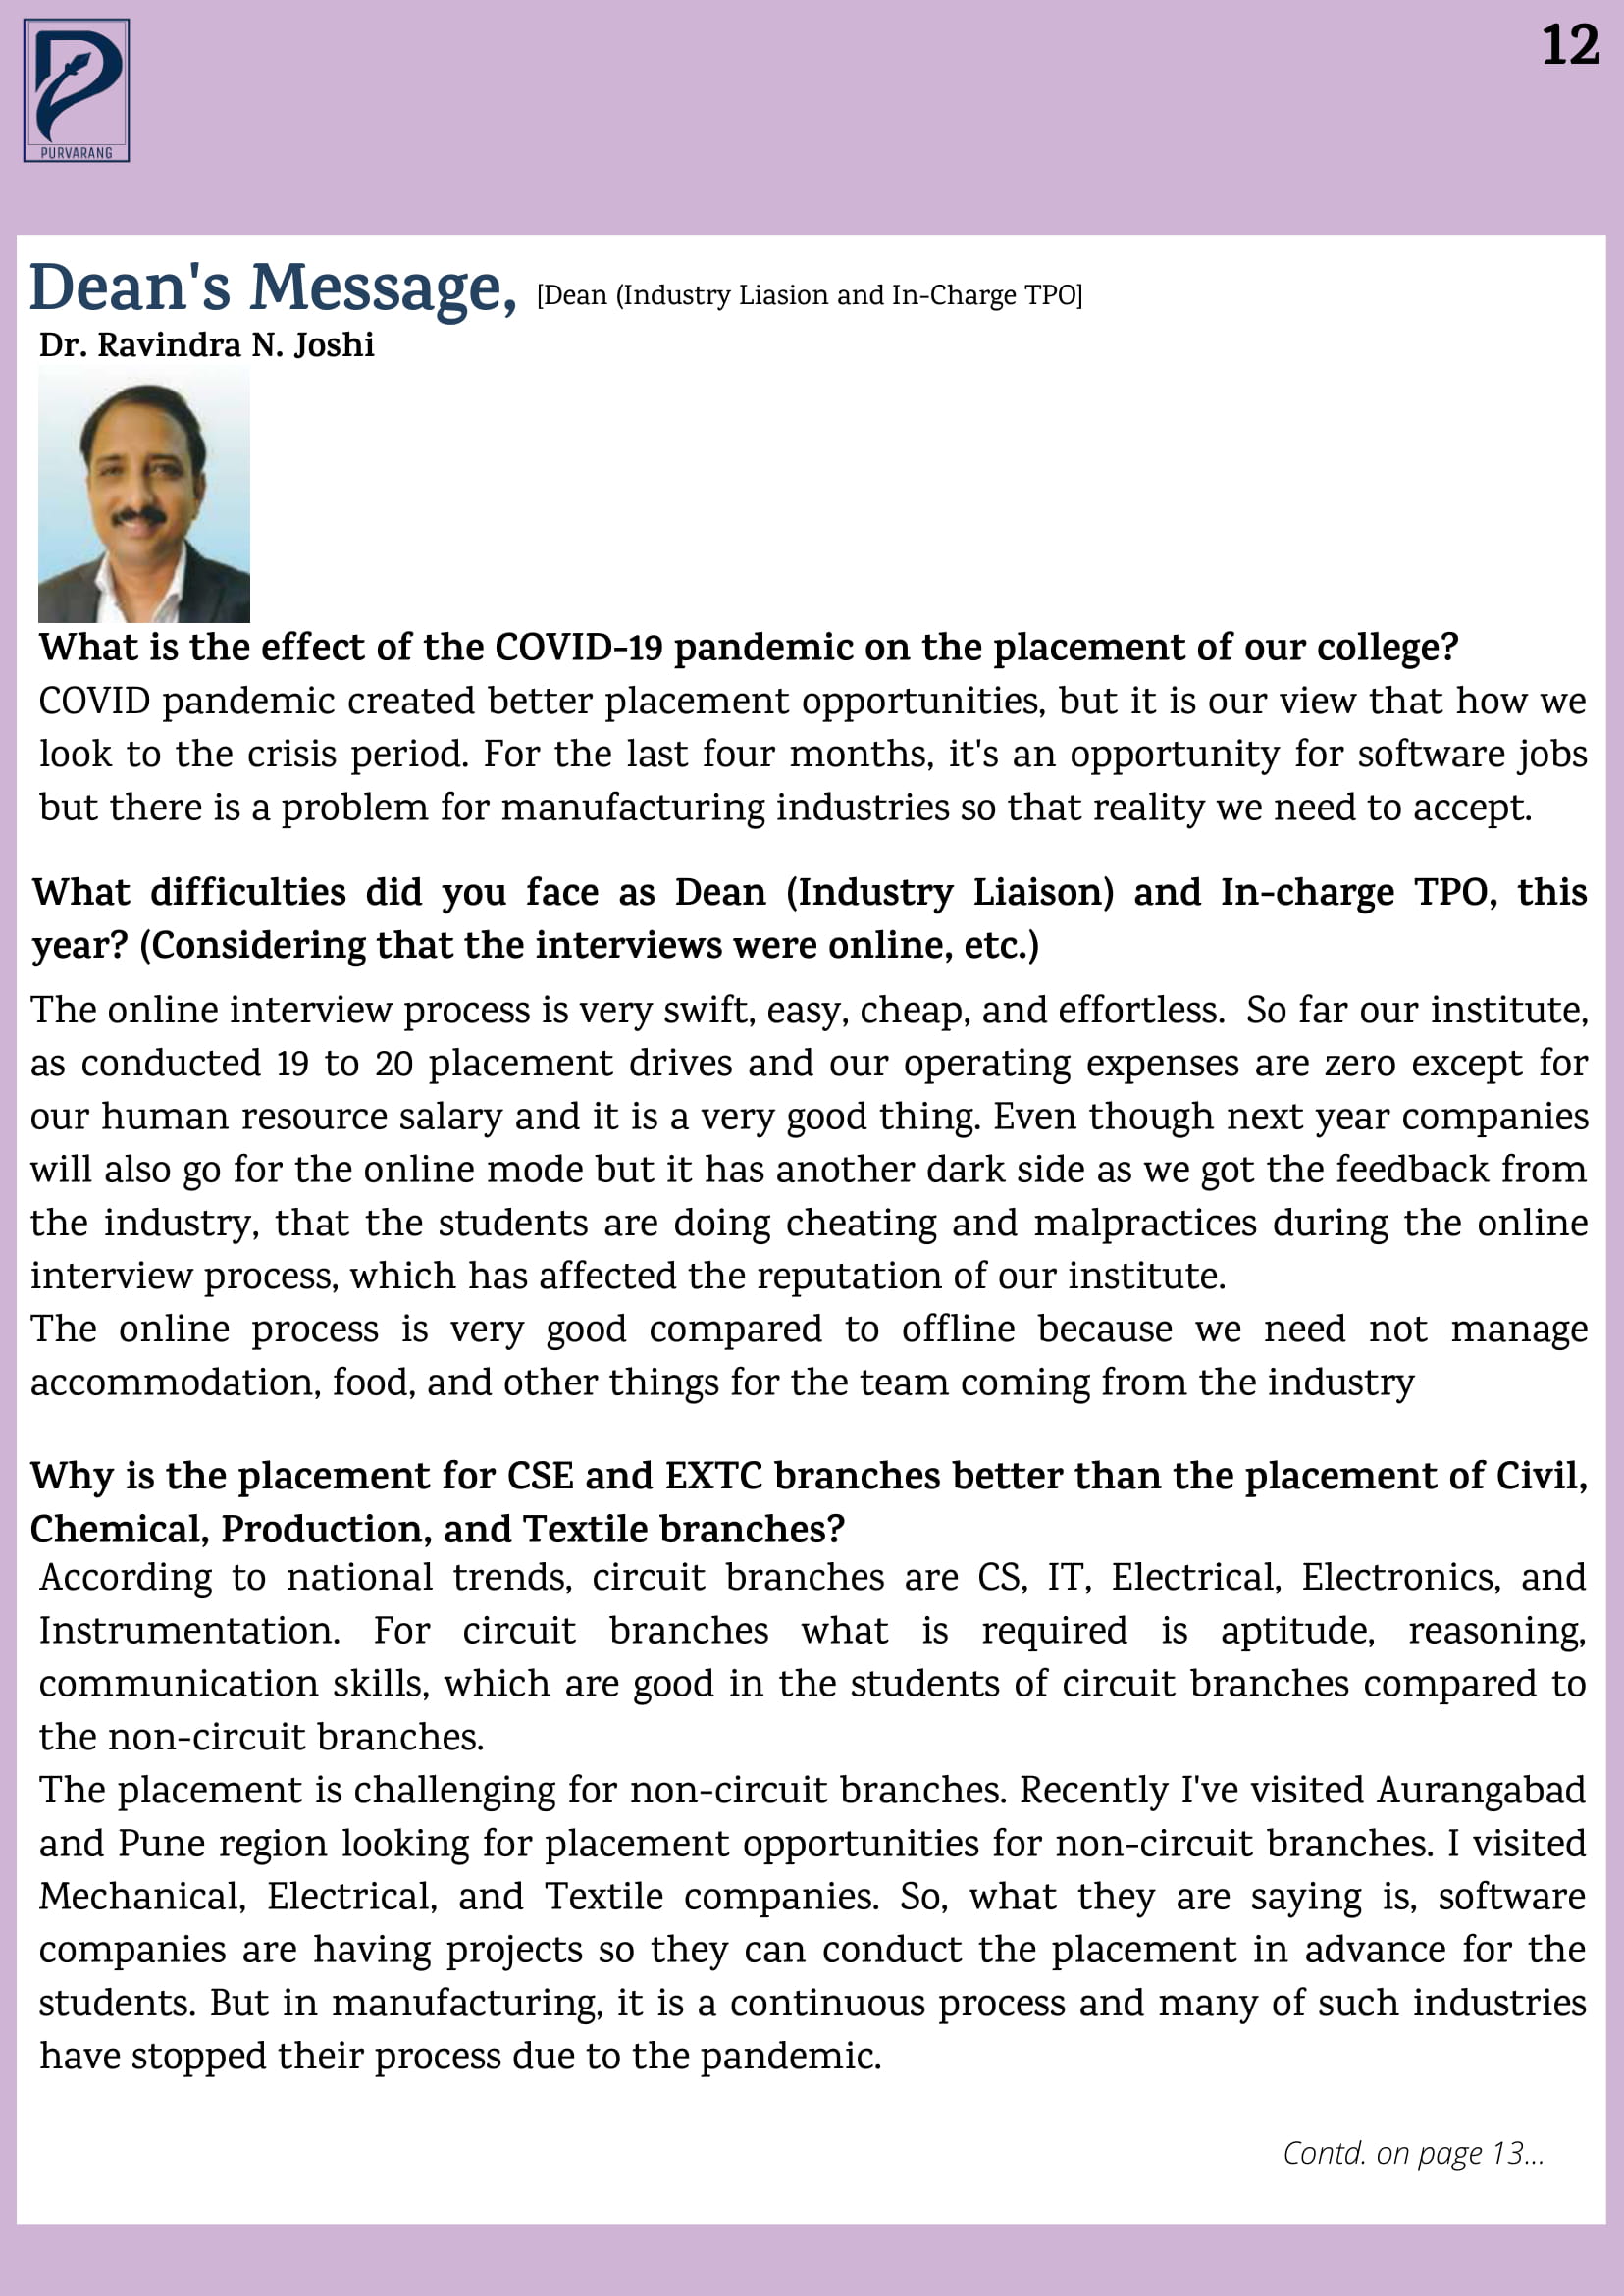 PURVARANG
12
Dean's Message, [Dean (Industry Liasion and In-Charge TPO]
Dr. Ravindra N. Joshi
What is the effect of the COVID-19 pandemic on the placement of our college?
COVID pandemic created better placement opportunities, but it is our view that how we
look to the crisis period. For the last four months, it's an opportunity for software jobs
but there is a problem for manufacturing industries so that reality we need to accept.
What difficulties did you face as Dean (Industry Liaison) and In-charge TPO, this
year? (Considering that the interviews were online, etc.)
The online interview process is very swift, easy, cheap, and effortless. So far our institute,
as conducted 19 to 20 placement drives and our operating expenses are zero except for
our human resource salary and it is a very good thing. Even though next year companies
will also go for the online mode but it has another dark side as we got the feedback from
the industry, that the students are doing cheating and malpractices during the online
interview process, which has affected the reputation of our institute.
The online process is very good compared to offline because we need not manage
accommodation, food, and other things for the team coming from the industry
Why is the placement for CSE and EXTC branches better than the placement of Civil,
Chemical, Production, and Textile branches?
According to national trends, circuit branches are CS, IT, Electrical, Electronics, and
Instrumentation. For circuit branches what is required is aptitude, reasoning,
communication skills, which are good in the students of circuit branches compared to
the non-circuit branches.
The placement is challenging for non-circuit branches. Recently I've visited Aurangabad
and Pune region looking for placement opportunities for non-circuit branches. I visited
Mechanical, Electrical, and Textile companies. So, what they are saying is, software
companies are having projects so they can conduct the placement in advance for the
students. But in manufacturing, it is a continuous process and many of such industries
have stopped their process due to the pandemic.
Contd. on page 13...